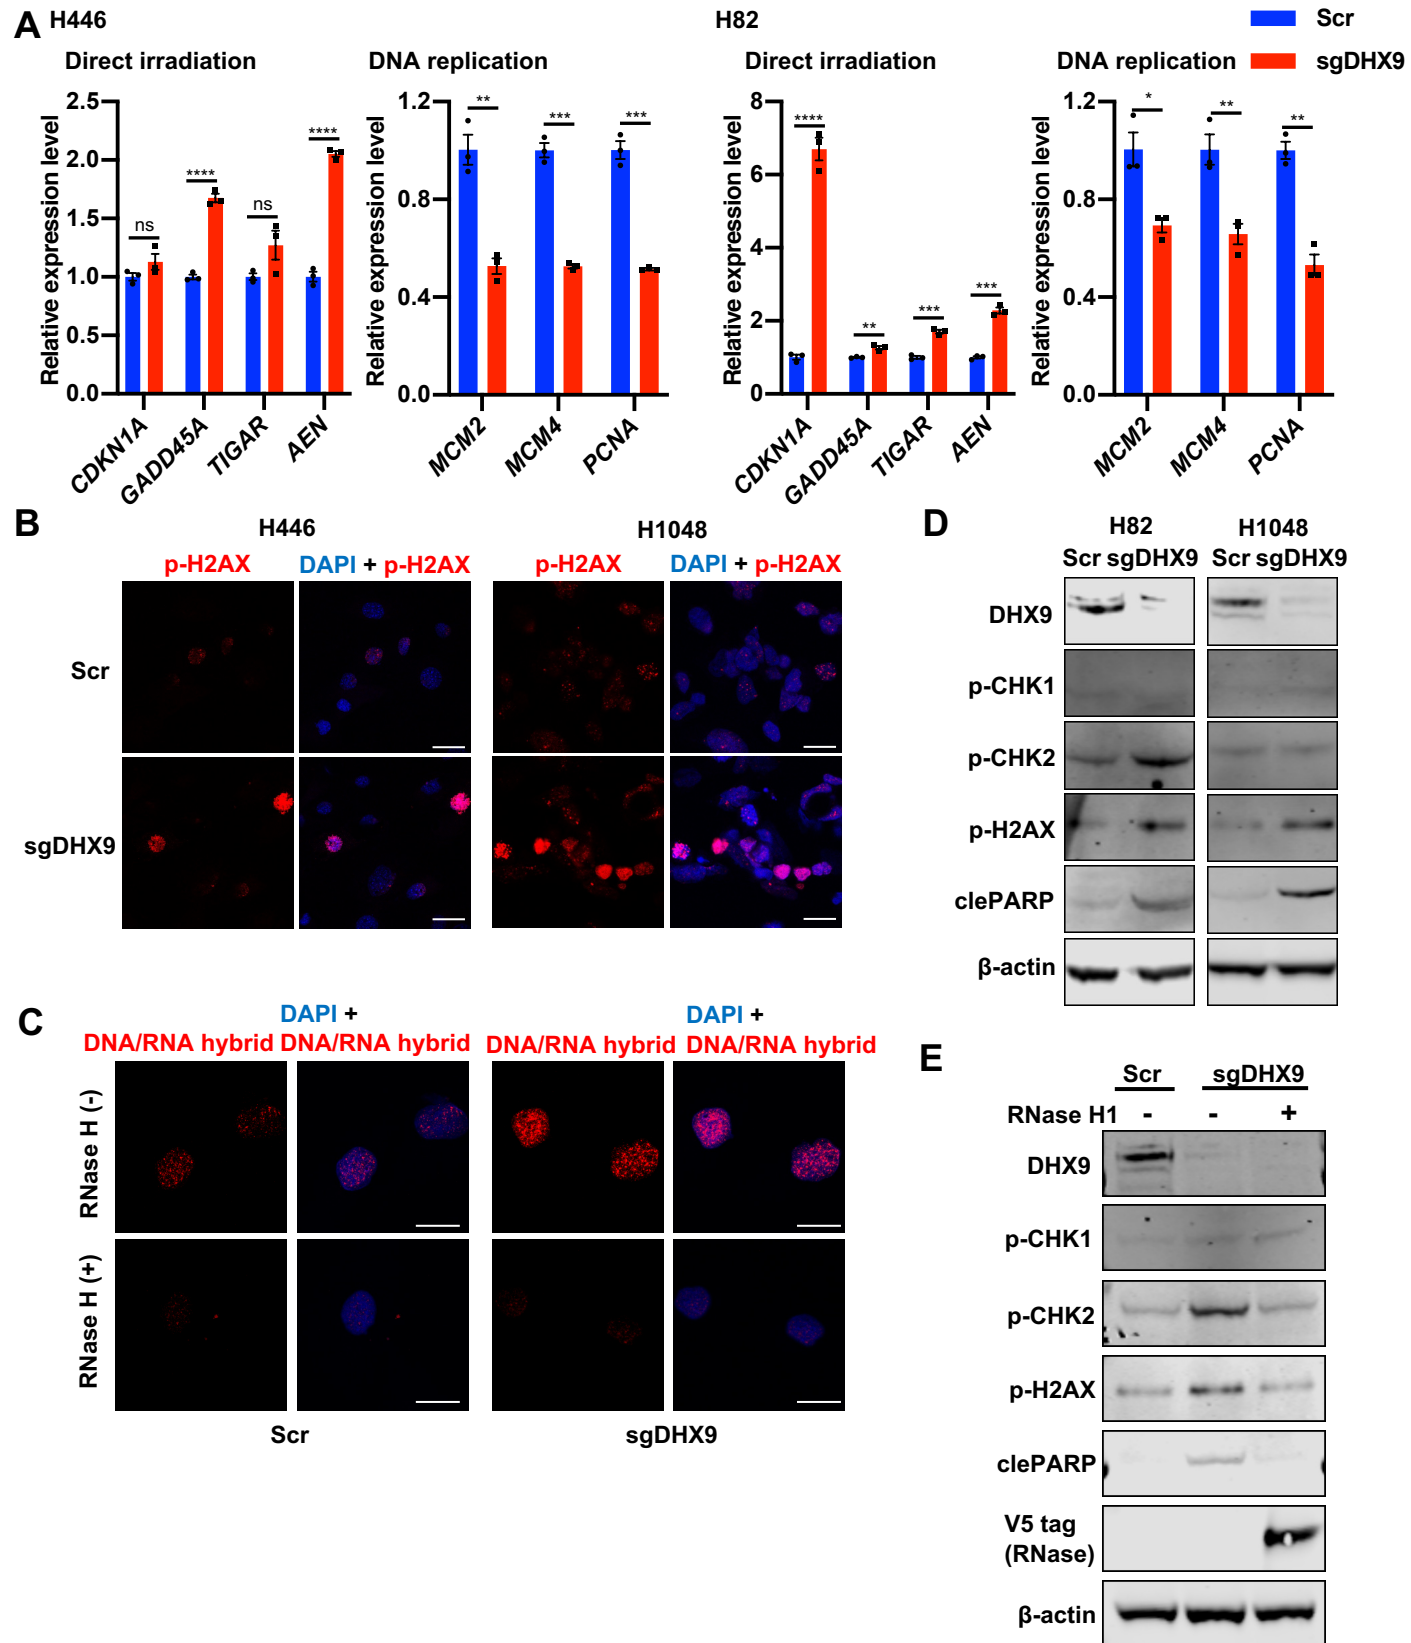 A H446
H82
Scr
sgDHX9
Direct irradiation
DNA replication
Direct irradiation
DNA replication
Relative expression level
2.5
2.0
1.5
1.0
0.5
0.0
ns
****
ns
****
CDKN1A
GADD45A
TIGAR
AEN
Relative expression level
1.2
0.8
0.4
0.0
**
***
***
MCM2
MCM4
PCNA
Relative expression level
8
6
4
2
0
****
**
***
***
CDKN1A
GADD45A
TIGAR
AEN
Relative expression level
1.2
0.8
0.4
0.0
*
**
**
MCM2
MCM4
PCNA
B
H446
H1048
p-H2AX
DAPI + p-H2AX
p-H2AX
DAPI + p-H2AX
Scr
sgDHX9
C
DAPI +
DNA/RNA hybrid
DNA/RNA hybrid
DAPI +
DNA/RNA hybrid
DNA/RNA hybrid
RNase H (-)
RNase H (+)
Scr
sgDHX9
D
H82
H1048
Scr sgDHX9
Scr sgDHX9
DHX9
p-CHK1
p-CHK2
p-H2AX
clePARP
β-actin
E
Scr
sgDHX9
RNase H1 - - +
DHX9
p-CHK1
p-CHK2
p-H2AX
clePARP
V5 tag
(RNase)
β-actin